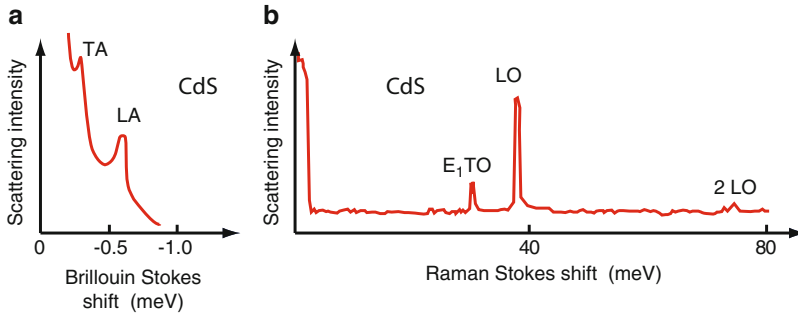 a
TA
LA
CdS
Scattering intensity
0
-0.5
-1.0
Brillouin Stokes
shift (meV)
b
CdS
LO
E₁TO
2 LO
Scattering intensity
40
80
Raman Stokes shift (meV)